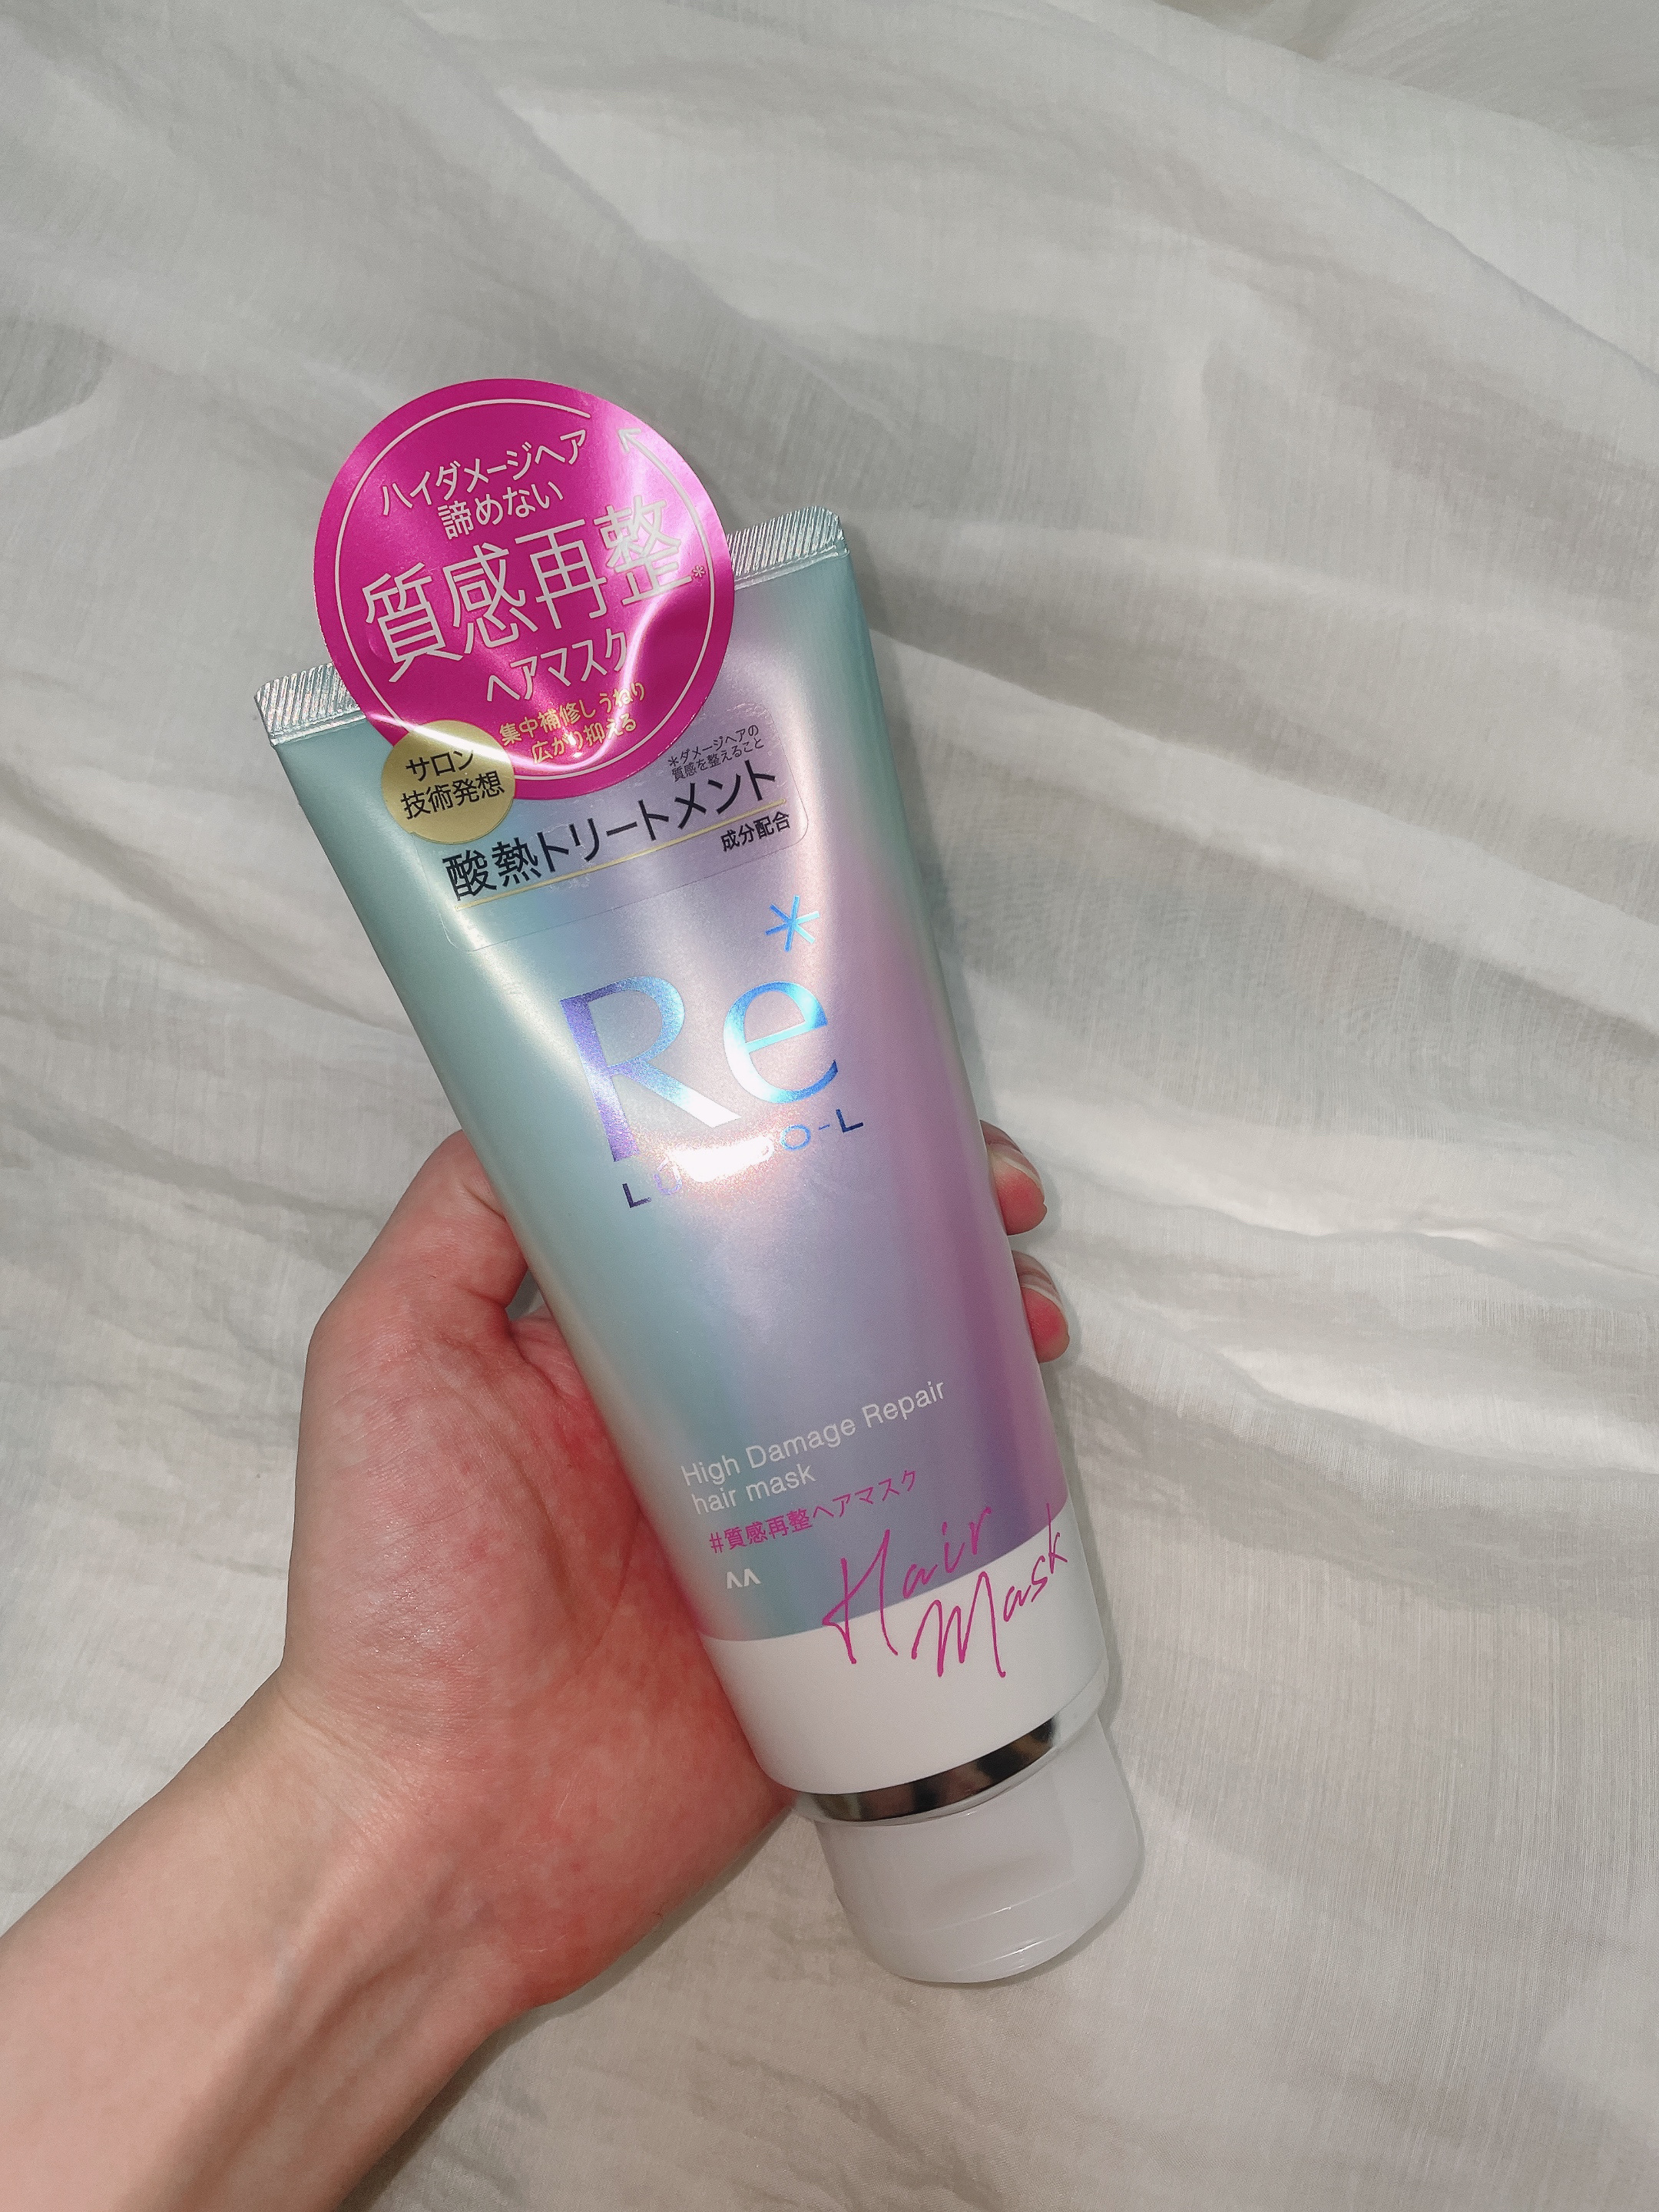 ハイダメージヘア
諦めない
質感再整*
ヘアマスク
集中補修しうねり
広がり抑える
サロン
技術発想
*ダメージヘアの
質感を整えること
酸熱トリートメント
成分配合
Re*
High Damage Repair
hair mask
#質感再整ヘアマスク
Hair
Mask